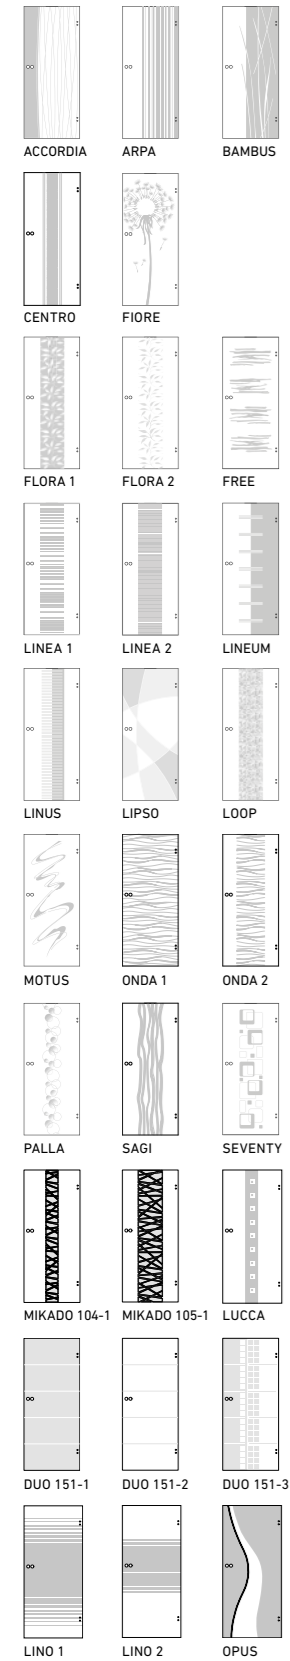 ACCORDIA ARPA BAMBUS
CENTRO FIORE
FLORA 1 FLORA 2 FREE
LINEA 1 LINEA 2 LINEUM
LINUS LIPSO LOOP
MOTUS ONDA 1 ONDA 2
PALLA SAGI SEVENTY
MIKADO 104-1 MIKADO 105-1 LUCCA
DUO 151-1 DUO 151-2 DUO 151-3
LINO 1 LINO 2 OPUS